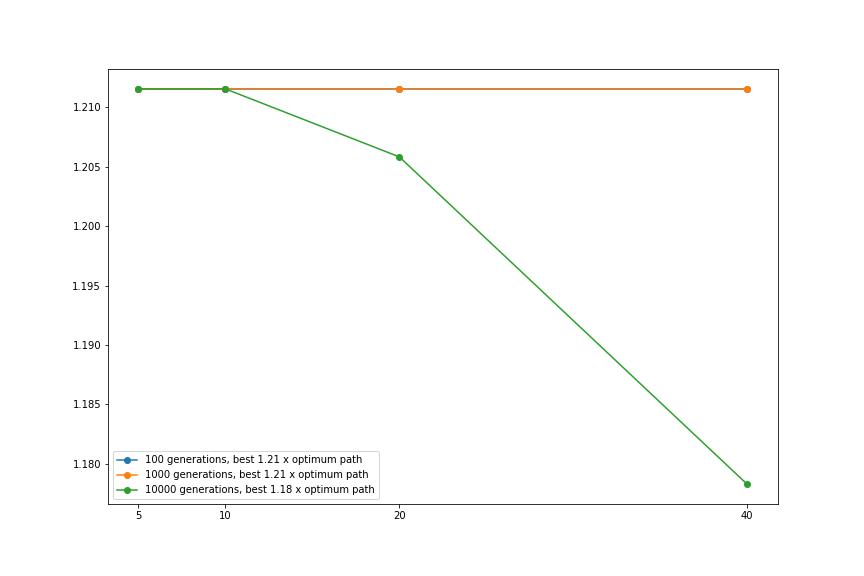 1.210
1.205
1.200
1.195
1.190
1.185
1.180
100 generations, best 1.21 x optimum path
1000 generations, best 1.21 x optimum path
10000 generations, best 1.18 x optimum path
5 10 20 40